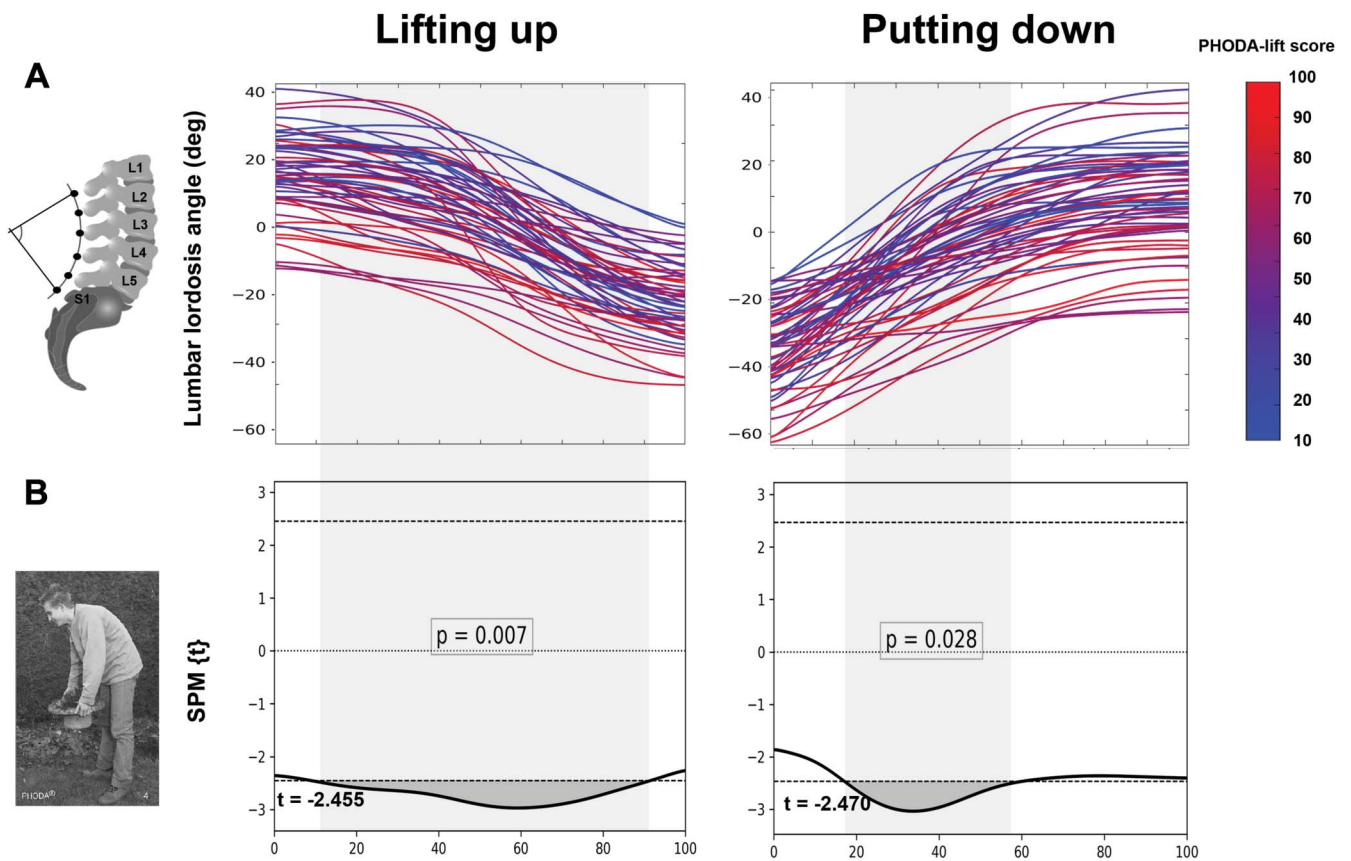 Lifting up
Putting down
PHODA-lift score
A
Lumbar lordosis angle (deg)
40
20
0
−20
−40
−60
40
20
0
−20
−40
−60
100
90
80
70
60
50
40
30
20
10
L1
L2
L3
L4
L5
S1
B
SPM {t}
3
2
1
0
−1
−2
−3
p = 0.007
t = -2.455
0
20
40
60
80
100
3
2
1
0
−1
−2
−3
p = 0.028
t = -2.470
0
20
40
60
80
100
PHODA®
4